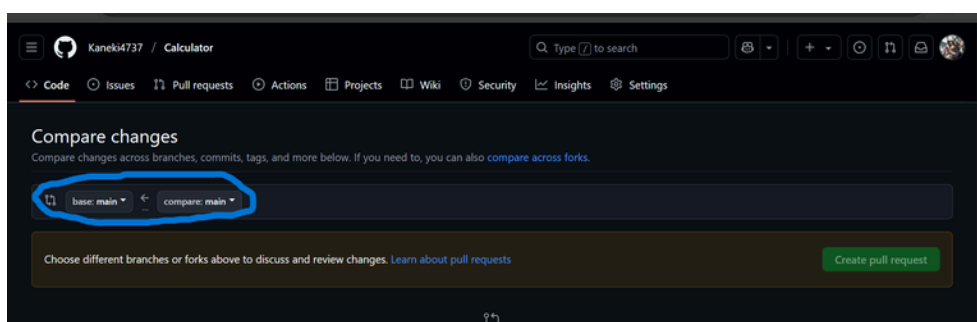 Kaneki4737 / Calculator
Type / to search
<> Code Issues Pull requests Actions Projects Wiki Security Insights Settings
Compare changes
Compare changes across branches, commits, tags, and more below. If you need to, you can also compare across forks.
base: main ← compare: main
Choose different branches or forks above to discuss and review changes. Learn about pull requests
Create pull request